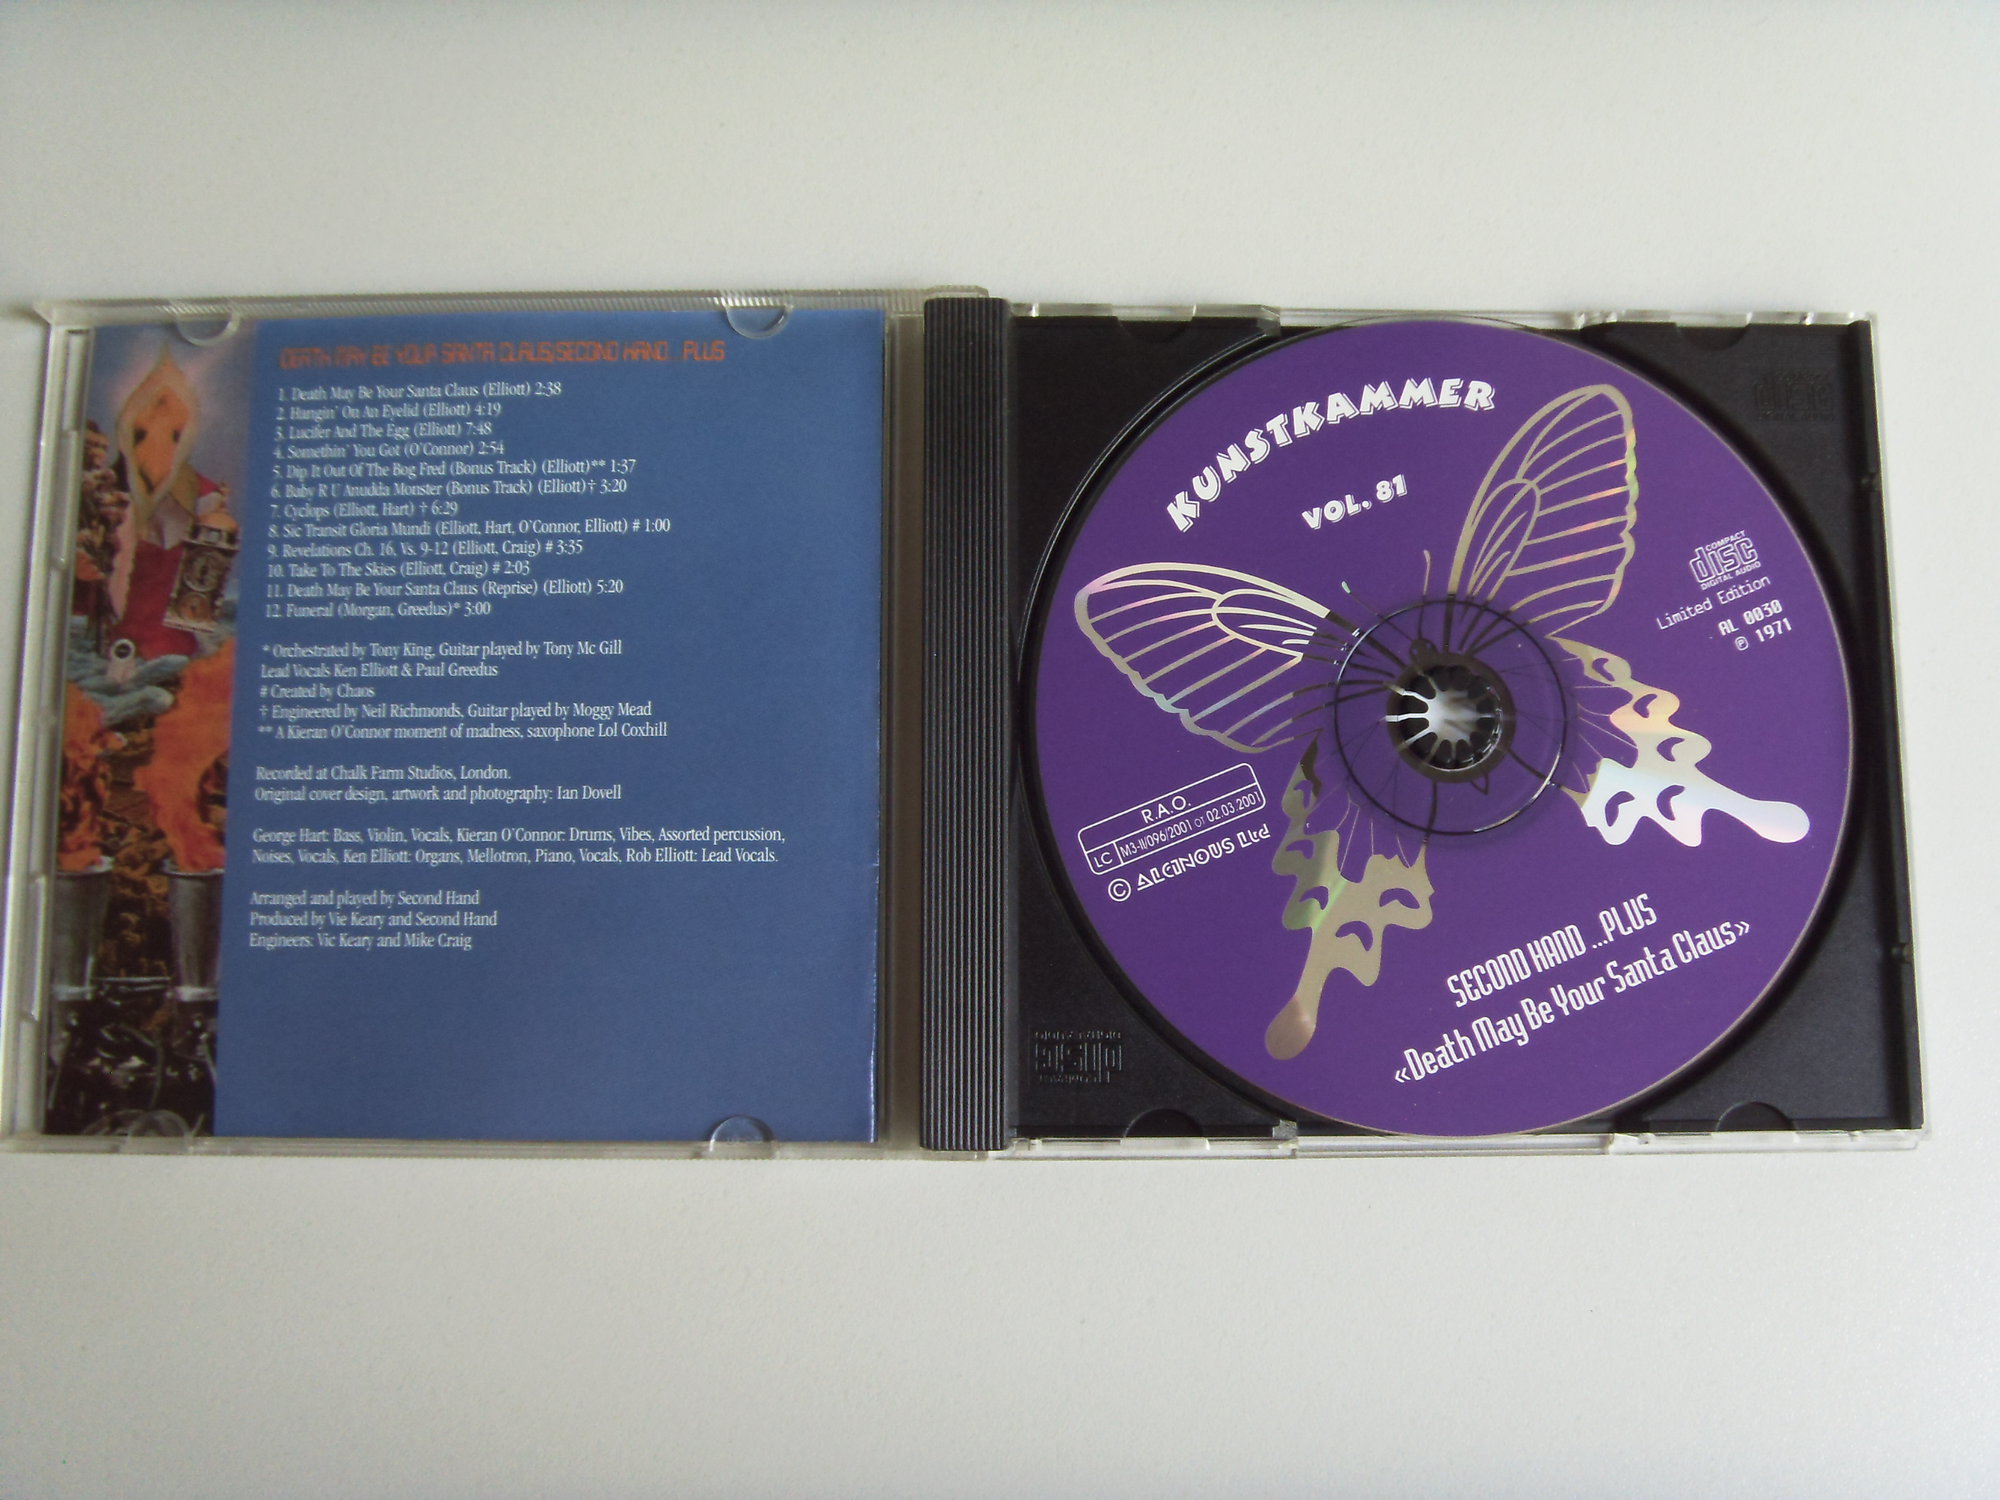 DEATH MAY BE YOUR SANTA CLAUS/SECOND HAND...PLUS
1. Death May Be Your Santa Claus (Elliott) 2:38
2. Hangin' On An Eyelid (Elliott) 4:19
3. Lucifer And The Egg (Elliott) 7:48
4. Somethin' You Got (O'Connor) 2:54
5. Dip It Out Of The Bog Fred (Bonus Track) (Elliott)** 1:37
6. Baby R U Anudda Monster (Bonus Track) (Elliott)† 3:20
7. Cyclops (Elliott, Hart) † 6:29
8. Sic Transit Gloria Mundi (Elliott, Hart, O'Connor, Elliott) # 1:00
9. Revelations Ch. 16, Vs. 9-12 (Elliott, Craig) # 3:35
10. Take To The Skies (Elliott, Craig) # 2:03
11. Death May Be Your Santa Claus (Reprise) (Elliott) 5:20
12. Funeral (Morgan, Greedus)* 3:00
* Orchestrated by Tony King, Guitar played by Tony Mc Gill
Lead Vocals Ken Elliott & Paul Greedus
# Created by Chaos
† Engineered by Neil Richmonds, Guitar played by Moggy Mead
** A Kieran O'Connor moment of madness, saxophone Lol Coxhill
Recorded at Chalk Farm Studios, London.
Original cover design, artwork and photography: Ian Dovell
George Hart: Bass, Violin, Vocals, Kieran O'Connor: Drums, Vibes, Assorted percussion,
Noises, Vocals, Ken Elliott: Organs, Mellotron, Piano, Vocals, Rob Elliott: Lead Vocals.
Arranged and played by Second Hand
Produced by Vie Keary and Second Hand
Engineers: Vic Keary and Mike Craig
KUNSTKAMMER
VOL. 81
COMPACT
disc
DIGITAL AUDIO
Limited Edition
AL 0030
℗ 1971
R.A.O.
LC M3-II/096/2001 от 02.03.2001
© ALCINOUS Ltd
SECOND HAND ...PLUS
«Death May Be Your Santa Claus»